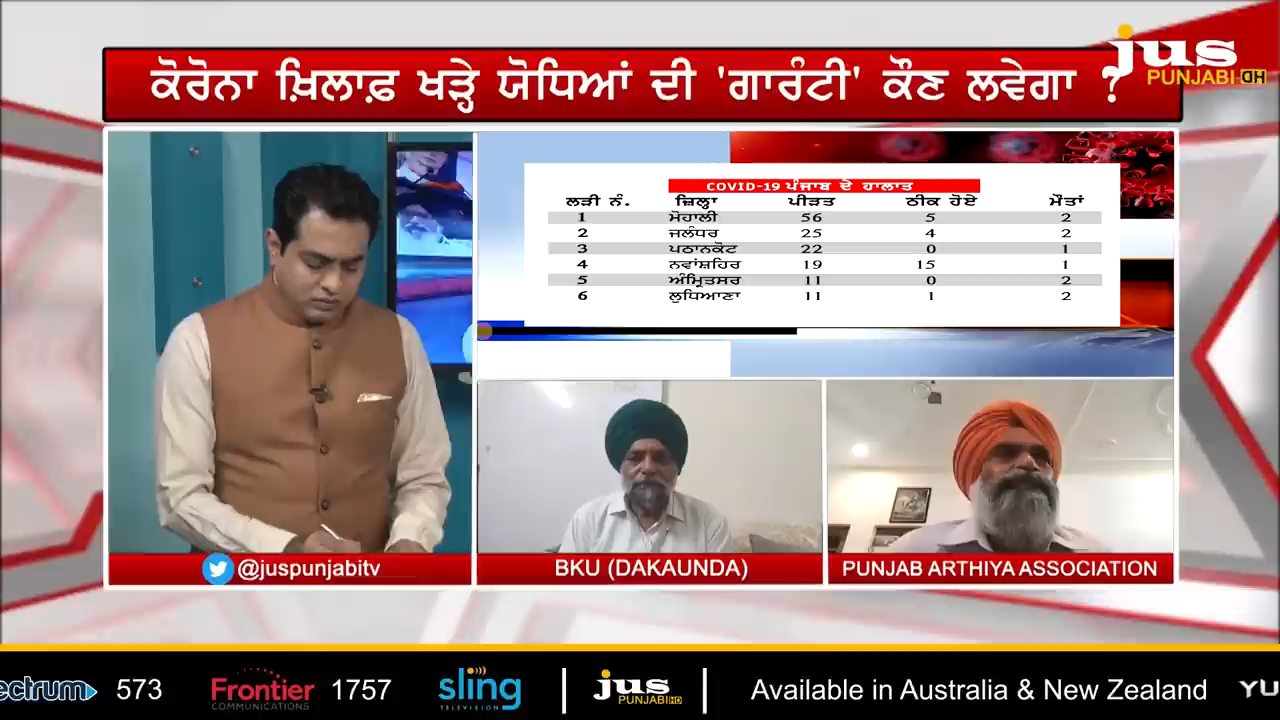 ਕੋਰੋਨਾ ਖ਼ਿਲਾਫ਼ ਖੜ੍ਹੇ ਯੋਧਿਆਂ ਦੀ 'ਗਾਰੰਟੀ' ਕੌਣ ਲਵੇਗਾ ?
jus
PUNJABI HD
COVID-19 ਪੰਜਾਬ ਦੇ ਹਾਲਾਤ
ਲੜੀ ਨੰ. ਜ਼ਿਲ੍ਹਾ ਪੀੜਤ ਠੀਕ ਹੋਏ ਮੌਤਾਂ
1 ਮੋਹਾਲੀ 56 5 2
2 ਜਲੰਧਰ 25 4 2
3 ਪਠਾਨਕੋਟ 22 0 1
4 ਨਵਾਂਸ਼ਹਿਰ 19 15 1
5 ਅੰਮ੍ਰਿਤਸਰ 11 0 2
6 ਲੁਧਿਆਣਾ 11 1 2
@juspunjabitv
BKU (DAKAUNDA)
PUNJAB ARTHIYA ASSOCIATION
ectrum 573 Frontier COMMUNICATIONS 1757 sling TELEVISION jus PUNJABI HD Available in Australia & New Zealand YU